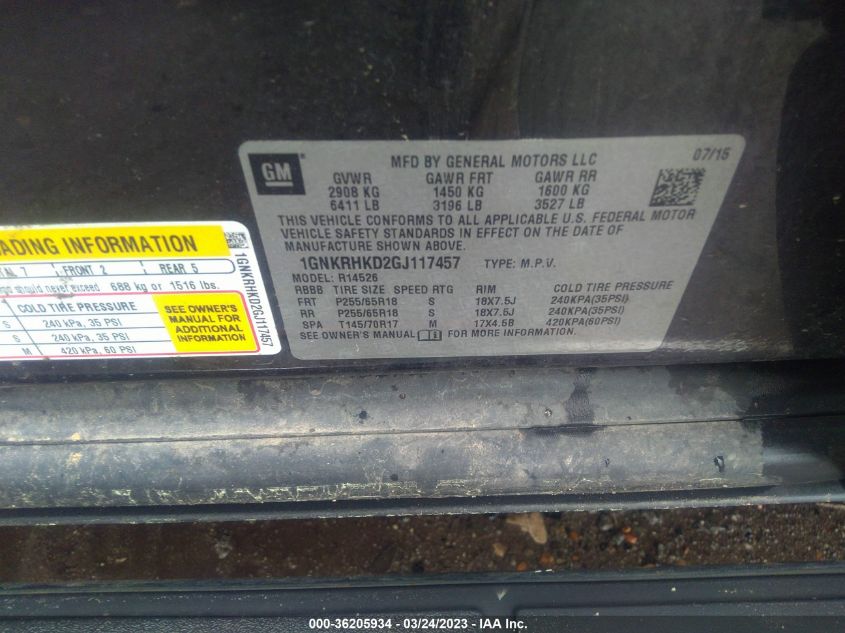 GM
MFD BY GENERAL MOTORS LLC
07/15
GVWR GAWR FRT GAWR RR
2908 KG 1450 KG 1600 KG
6411 LB 3196 LB 3527 LB
THIS VEHICLE CONFORMS TO ALL APPLICABLE U.S. FEDERAL MOTOR
VEHICLE SAFETY STANDARDS IN EFFECT ON THE DATE OF
MANUFACTURE SHOWN ABOVE.
1GNKRHKD2GJ117457 TYPE: M.P.V.
MODEL: R14526
RBBB TIRE SIZE SPEED RTG RIM COLD TIRE PRESSURE
FRT P255/65R18 S 18X7.5J 240KPA(35PSI)
RR P255/65R18 S 18X7.5J 240KPA(35PSI)
SPA T145/70R17 M 17X4.5B 420KPA(60PSI)
SEE OWNER'S MANUAL FOR MORE INFORMATION.
ADING INFORMATION
TAL 7 FRONT 2 REAR 5
should never exceed 688 kg or 1516 lbs.
COLD TIRE PRESSURE
S 240 kPa, 35 PSI
S 240 kPa, 35 PSI
M 420 kPa, 60 PSI
SEE OWNER'S
MANUAL FOR
ADDITIONAL
INFORMATION
1GNKRHKD2GJ117457
000-36205934 - 03/24/2023 - IAA Inc.